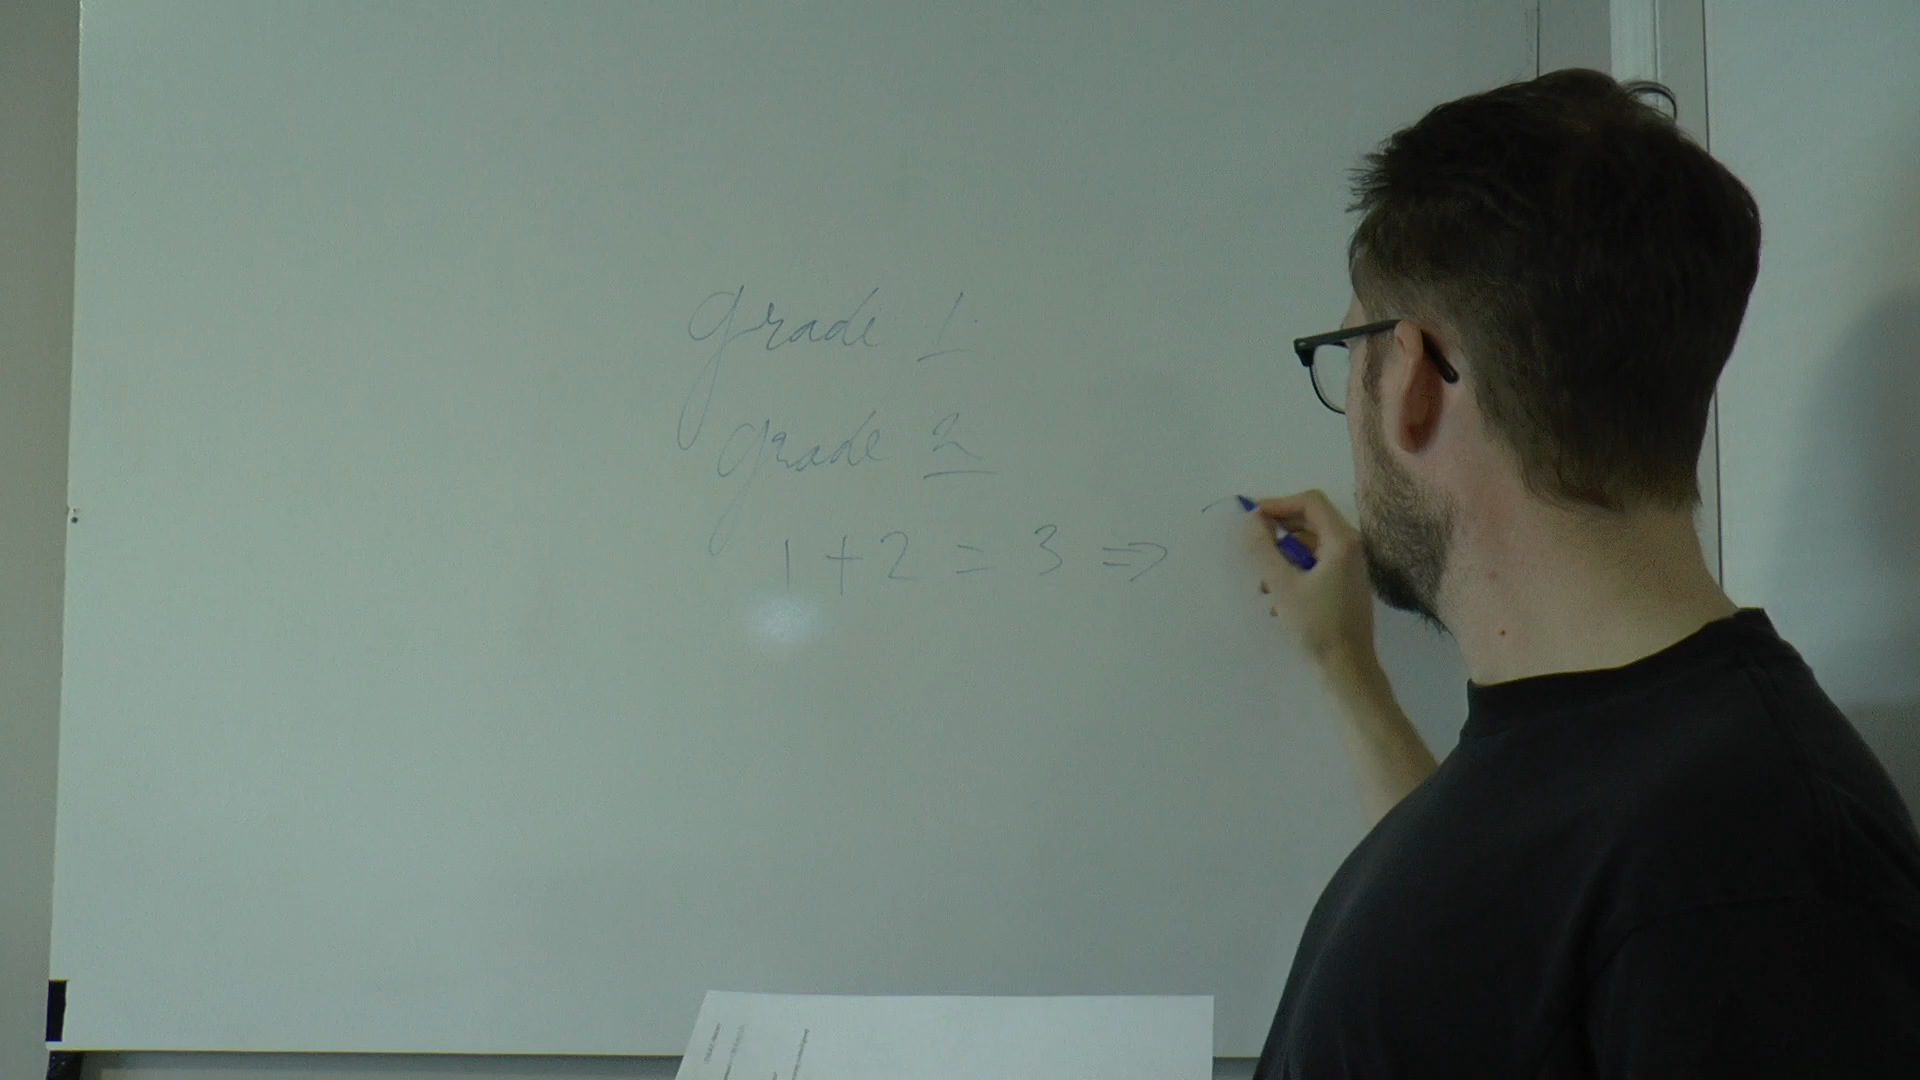 grade 1
grade 2
1 + 2 = 3 ⇒